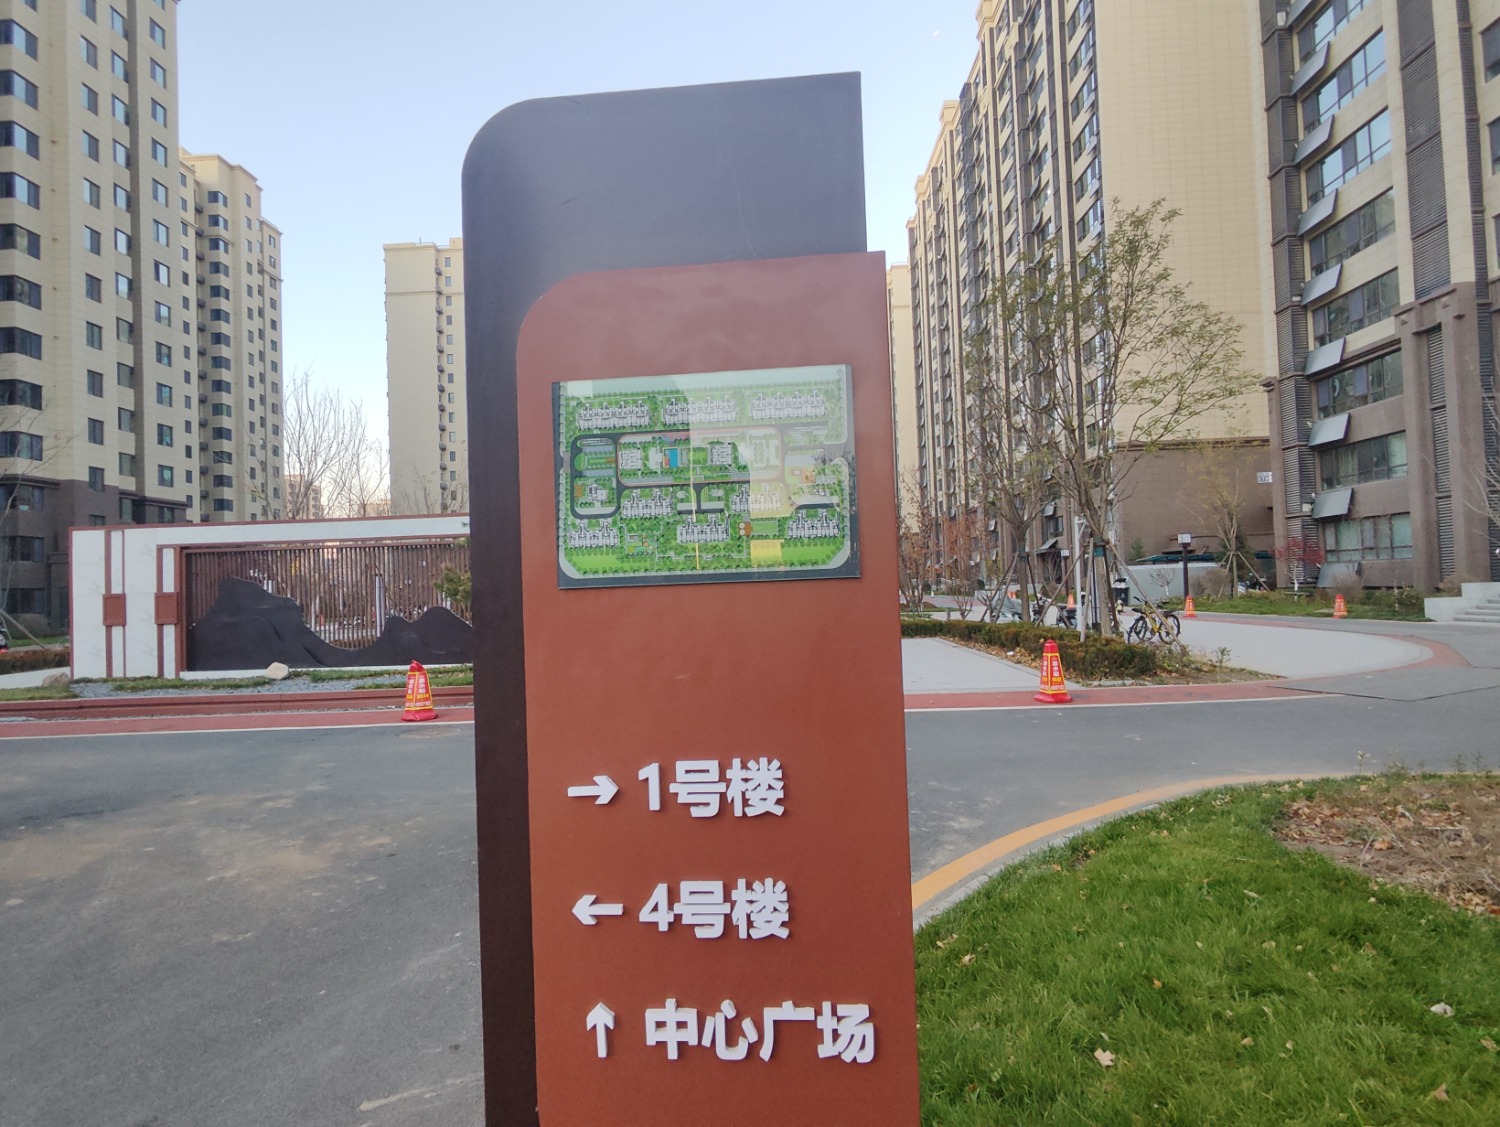 → 1号楼
← 4号楼
↑ 中心广场